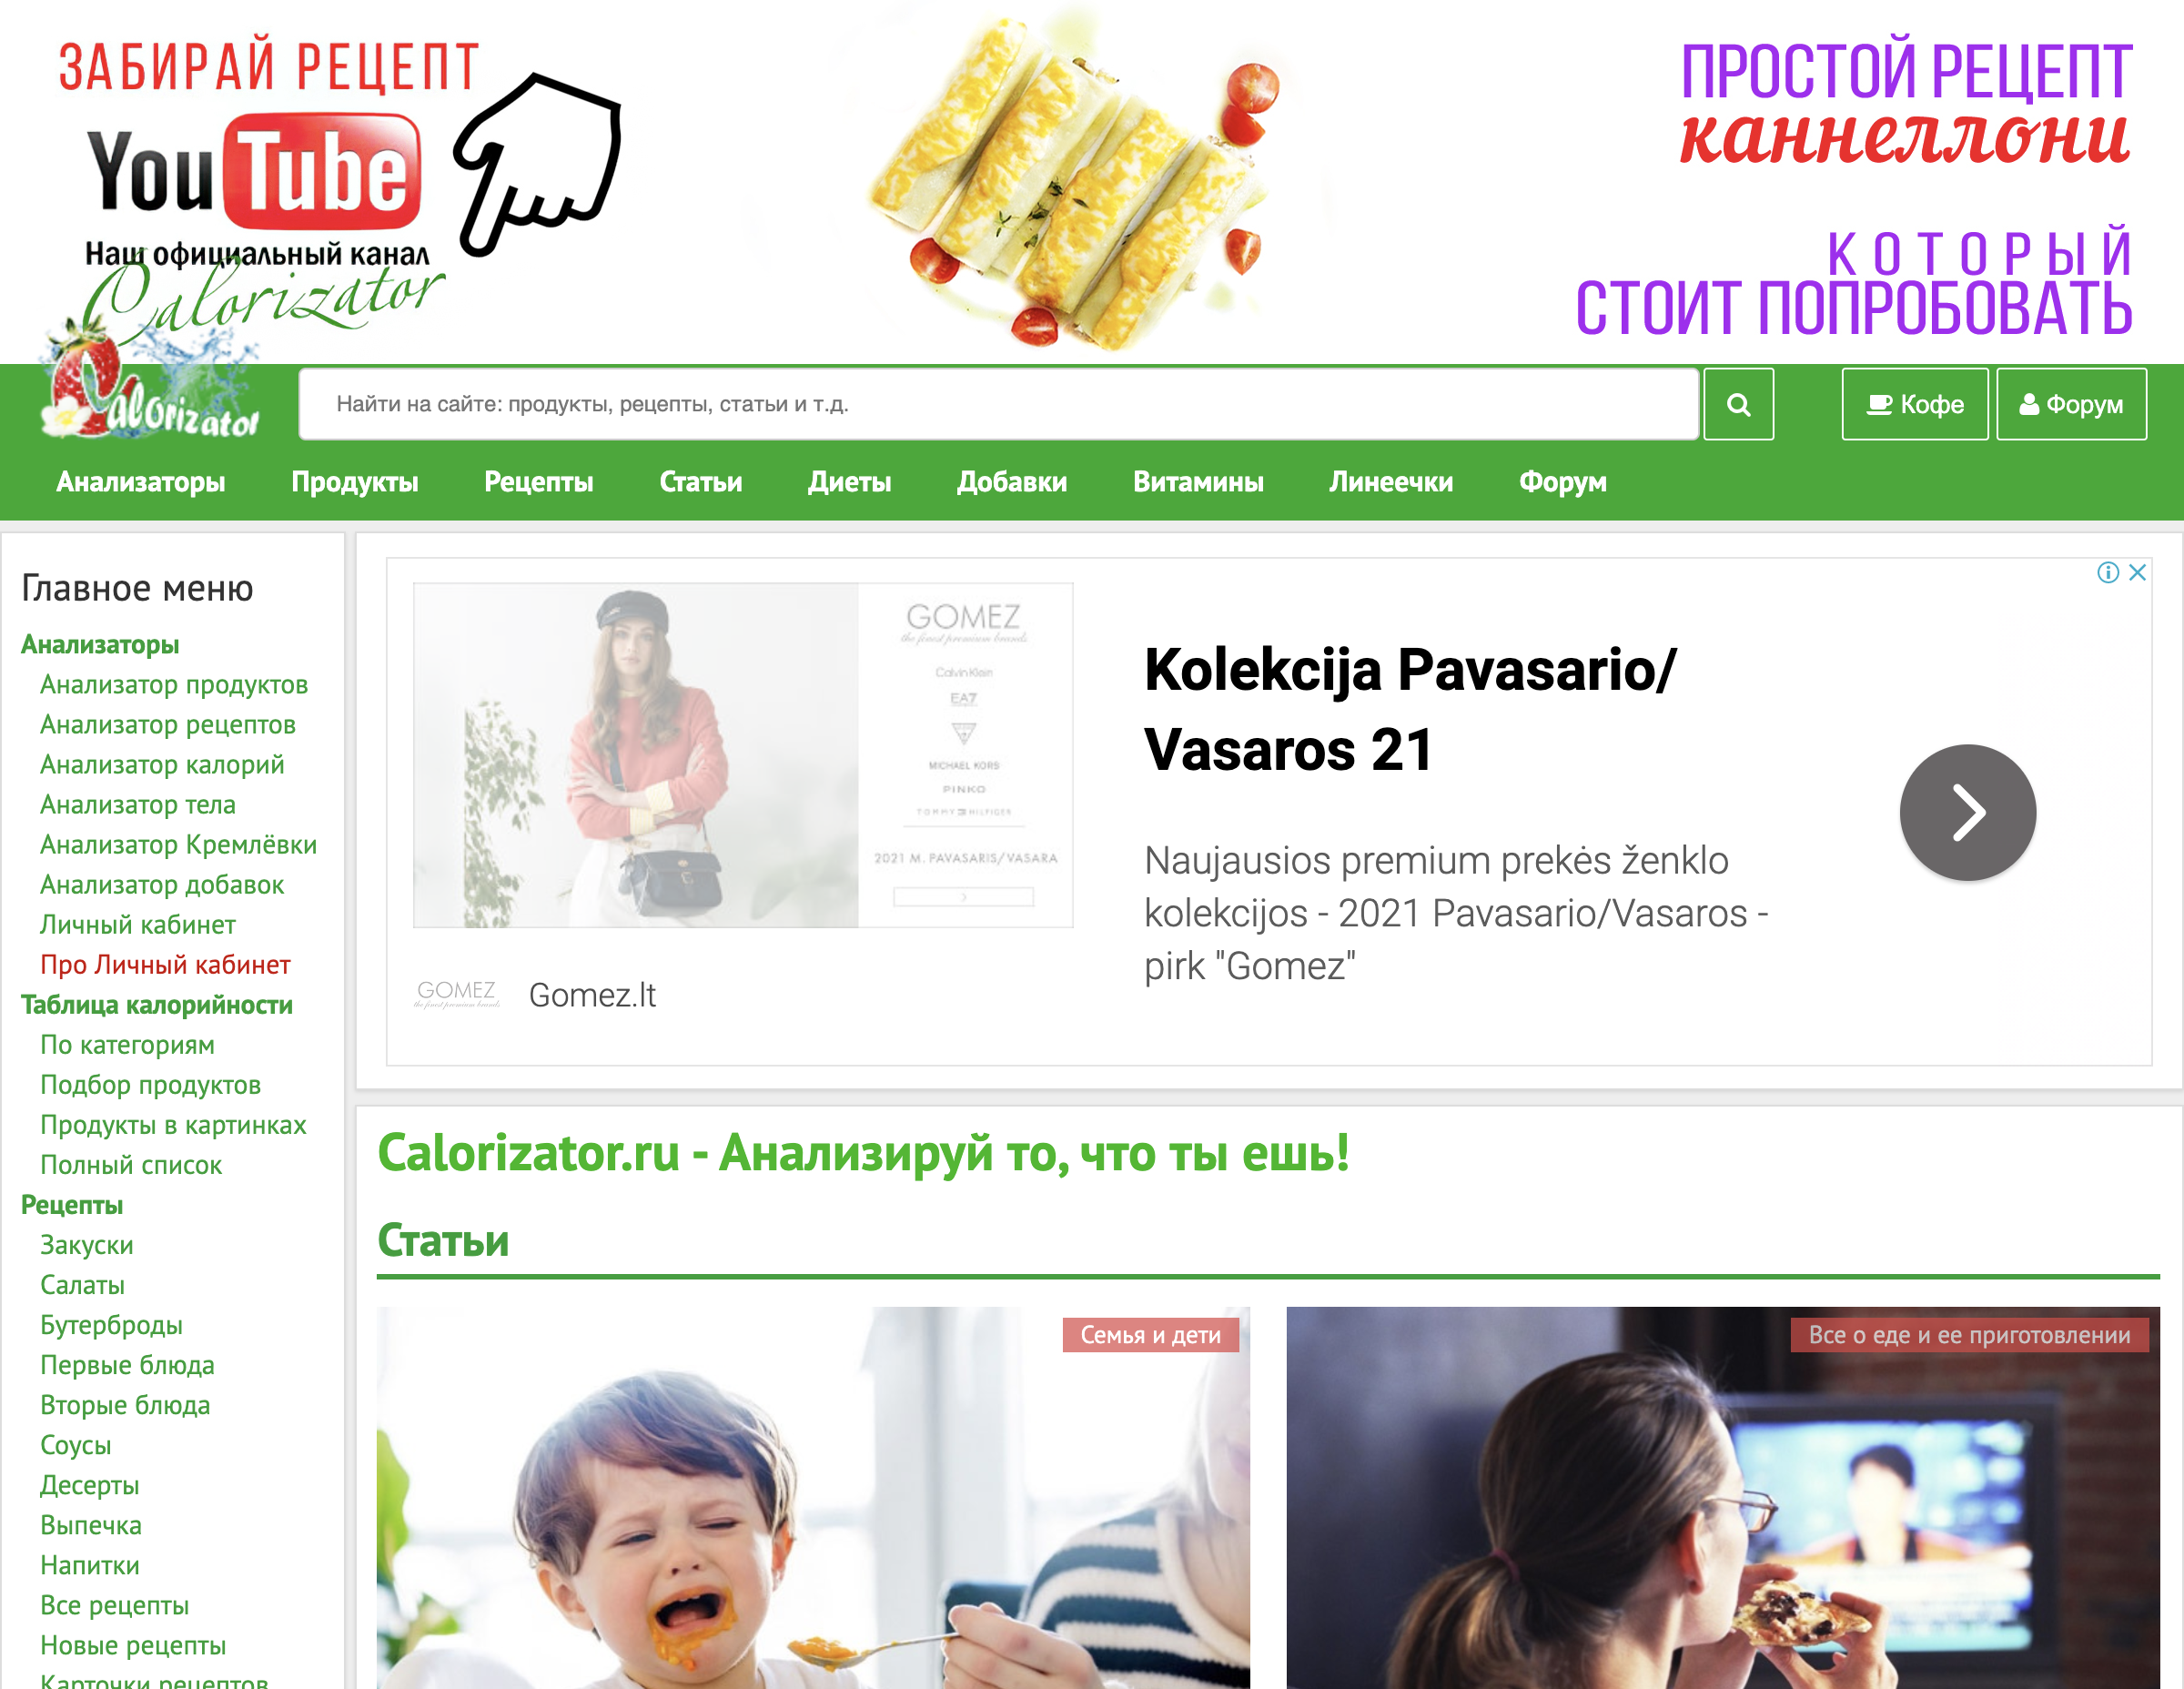 ЗАБИРАЙ РЕЦЕПТ
YouTube
Наш официальный канал
Calorizator
ПРОСТОЙ РЕЦЕПТ
каннеллони
КОТОРЫЙ
СТОИТ ПОПРОБОВАТЬ
Calorizator
Найти на сайте: продукты, рецепты, статьи и т.д.
Кофе
Форум
Анализаторы Продукты Рецепты Статьи Диеты Добавки Витамины Линеечки Форум
Главное меню
Анализаторы
Анализатор продуктов
Анализатор рецептов
Анализатор калорий
Анализатор тела
Анализатор Кремлёвки
Анализатор добавок
Личный кабинет
Про Личный кабинет
Таблица калорийности
По категориям
Подбор продуктов
Продукты в картинках
Полный список
Рецепты
Закуски
Салаты
Бутерброды
Первые блюда
Вторые блюда
Соусы
Десерты
Выпечка
Напитки
Все рецепты
Новые рецепты
Карточки рецептов
GOMEZ
the finest premium brands
Calvin Klein
EA7
MICHAEL KORS
PINKO
TOMMY HILFIGER
2021 M. PAVASARIS/VASARA
GOMEZ
the finest premium brands
Gomez.lt
Kolekcija Pavasario/
Vasaros 21
Naujausios premium prekės ženklo
kolekcijos - 2021 Pavasario/Vasaros -
pirk "Gomez"
Calorizator.ru - Анализируй то, что ты ешь!
Статьи
Семья и дети
Все о еде и ее приготовлении